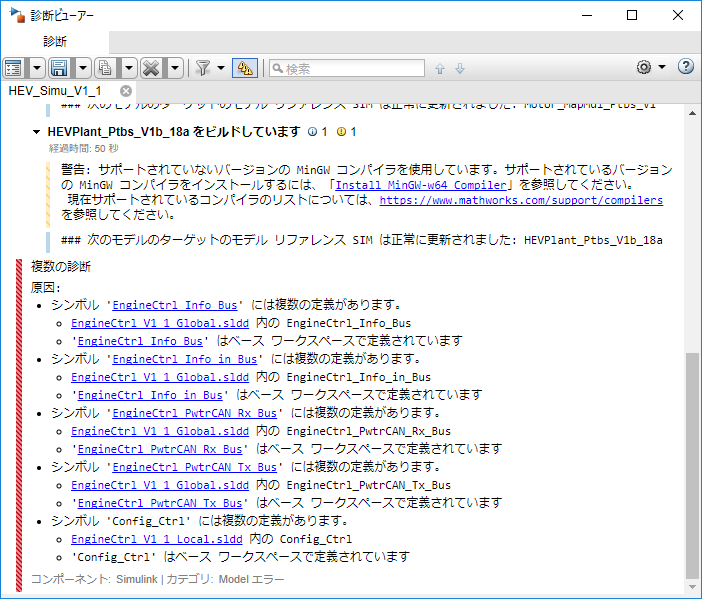 診断ビューアー
診断
検索
HEV_Simu_V1_1
### 次のモデルのターゲットのモデル リファレンス SIM は正常に更新されました: Motor_MapMdl_Ptbs_V1
HEVPlant_Ptbs_V1b_18a をビルドしています 1 1
経過時間: 50 秒
警告: サポートされていないバージョンの MinGW コンパイラを使用しています。サポートされているバージョン
の MinGW コンパイラをインストールするには、「Install MinGW-w64 Compiler」を参照してください。
現在サポートされているコンパイラのリストについては、https://www.mathworks.com/support/compilers
を参照してください。
### 次のモデルのターゲットのモデル リファレンス SIM は正常に更新されました: HEVPlant_Ptbs_V1b_18a
複数の診断
原因:
• シンボル 'EngineCtrl_Info_Bus' には複数の定義があります。
○ EngineCtrl_V1_1_Global.sldd 内の EngineCtrl_Info_Bus
○ 'EngineCtrl_Info_Bus' はベース ワークスペースで定義されています
• シンボル 'EngineCtrl_Info_in_Bus' には複数の定義があります。
○ EngineCtrl_V1_1_Global.sldd 内の EngineCtrl_Info_in_Bus
○ 'EngineCtrl_Info_in_Bus' はベース ワークスペースで定義されています
• シンボル 'EngineCtrl_PwtrCAN_Rx_Bus' には複数の定義があります。
○ EngineCtrl_V1_1_Global.sldd 内の EngineCtrl_PwtrCAN_Rx_Bus
○ 'EngineCtrl_PwtrCAN_Rx_Bus' はベース ワークスペースで定義されています
• シンボル 'EngineCtrl_PwtrCAN_Tx_Bus' には複数の定義があります。
○ EngineCtrl_V1_1_Global.sldd 内の EngineCtrl_PwtrCAN_Tx_Bus
○ 'EngineCtrl_PwtrCAN_Tx_Bus' はベース ワークスペースで定義されています
• シンボル 'Config_Ctrl' には複数の定義があります。
○ EngineCtrl_V1_1_Local.sldd 内の Config_Ctrl
○ 'Config_Ctrl' はベース ワークスペースで定義されています
コンポーネント: Simulink | カテゴリ: Model エラー